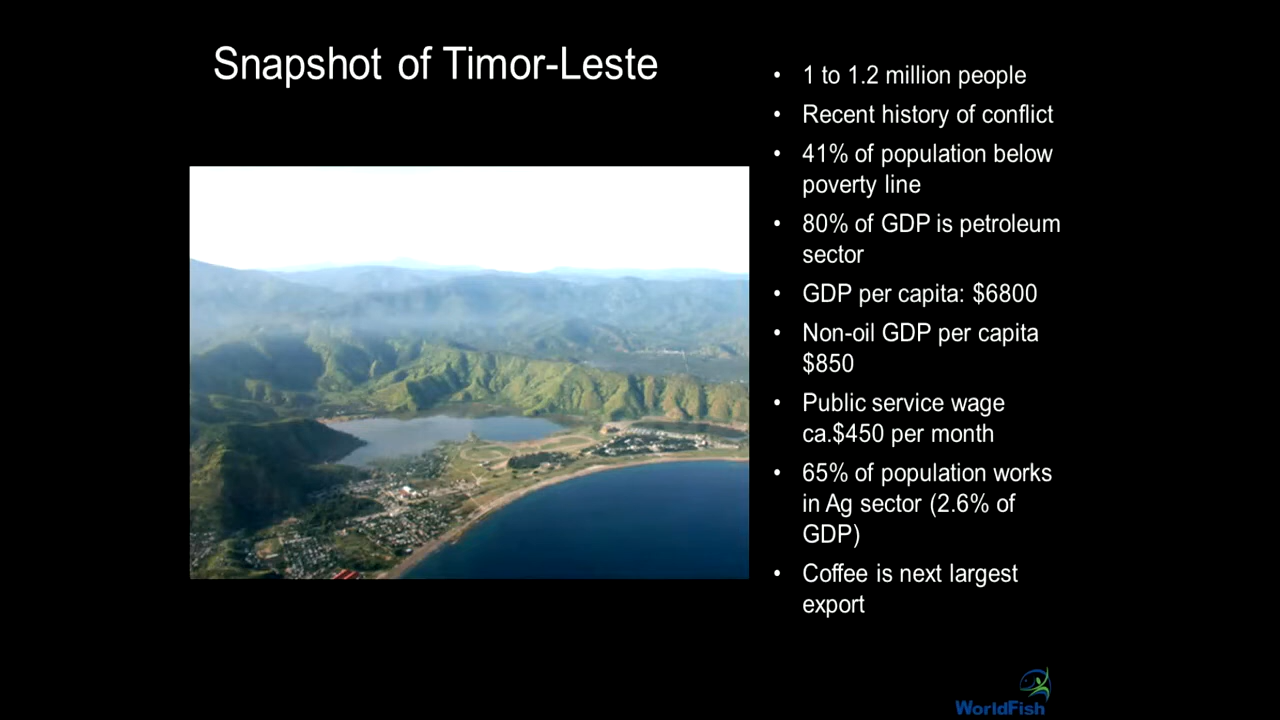 Snapshot of Timor-Leste
• 1 to 1.2 million people
• Recent history of conflict
• 41% of population below
poverty line
• 80% of GDP is petroleum
sector
• GDP per capita: $6800
• Non-oil GDP per capita
$850
• Public service wage
ca.$450 per month
• 65% of population works
in Ag sector (2.6% of
GDP)
• Coffee is next largest
export
WorldFish